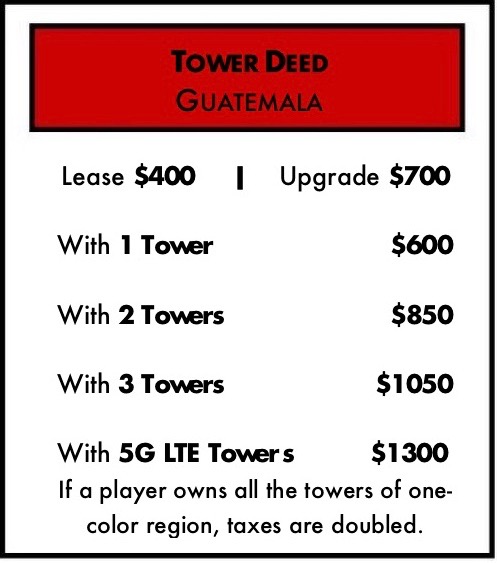 TOWER DEED
GUATEMALA
Lease $400 | Upgrade $700
With 1 Tower $600
With 2 Towers $850
With 3 Towers $1050
With 5G LTE Towers $1300
If a player owns all the towers of one-
color region, taxes are doubled.